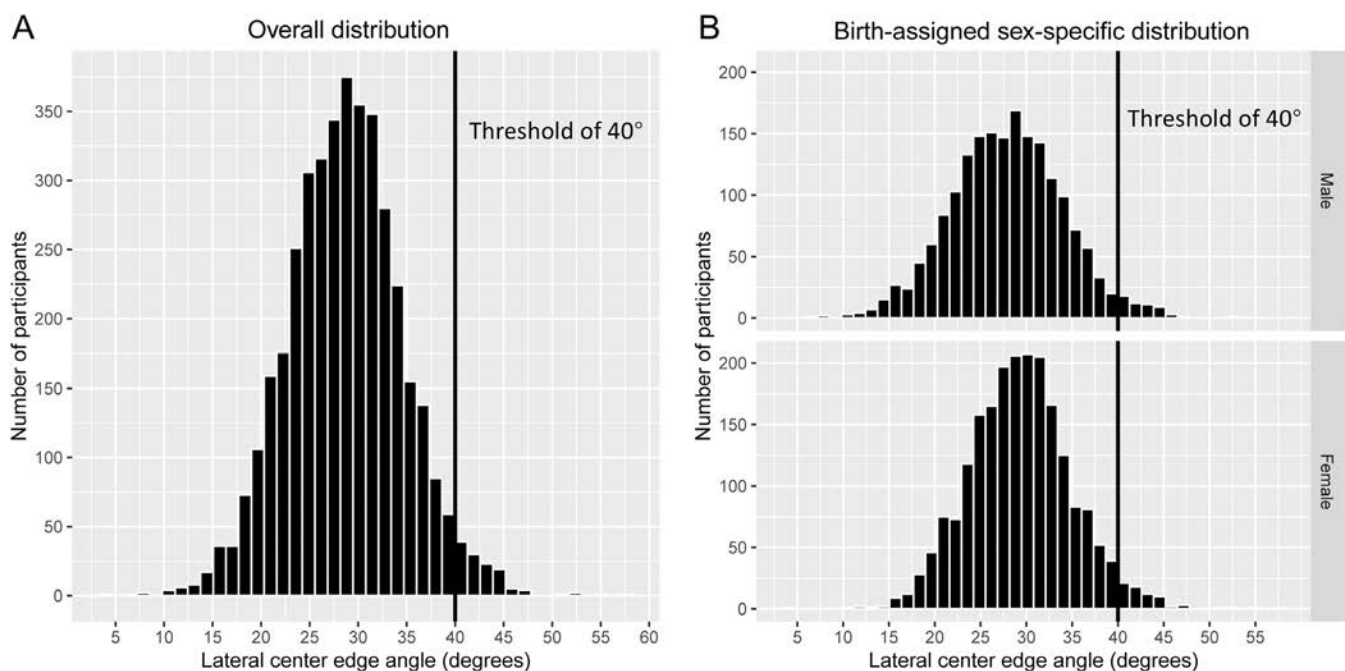 A
Overall distribution
Number of participants
350
300
250
200
150
100
50
0
Threshold of 40°
5 10 15 20 25 30 35 40 45 50 55 60
Lateral center edge angle (degrees)
B
Birth-assigned sex-specific distribution
Number of participants
200
150
100
50
0
Threshold of 40°
Male
Number of participants
200
150
100
50
0
Female
5 10 15 20 25 30 35 40 45 50 55
Lateral center edge angle (degrees)